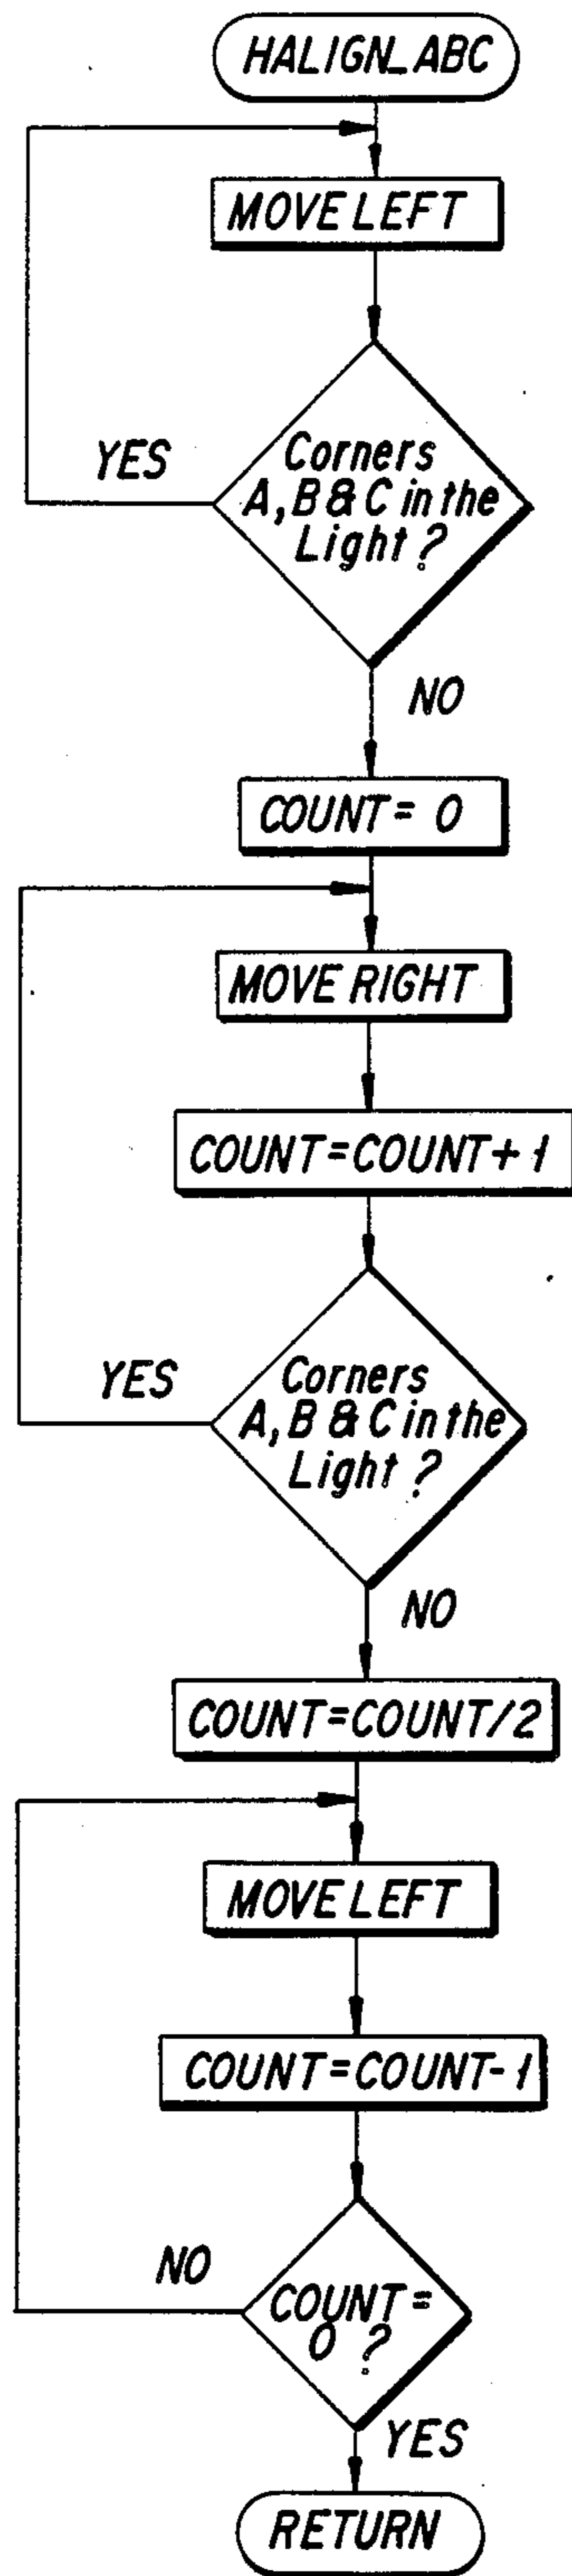 HALIGN_ABC
MOVE LEFT
YES
Corners
A, B & C in the
Light ?
NO
COUNT = 0
MOVE RIGHT
COUNT=COUNT+1
YES
Corners
A, B & C in the
Light ?
NO
COUNT=COUNT/2
MOVE LEFT
COUNT=COUNT-1
NO
COUNT=
0 ?
YES
RETURN